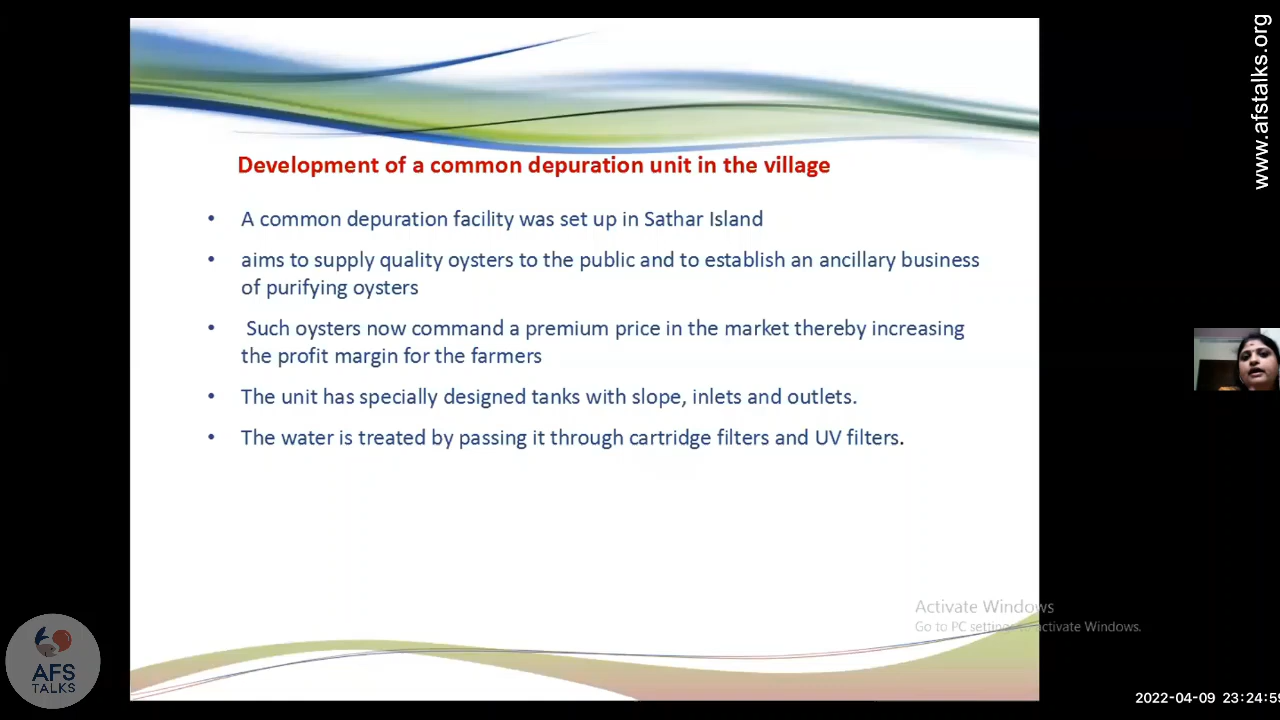 www.afstalks.org
Development of a common depuration unit in the village
• A common depuration facility was set up in Sathar Island
• aims to supply quality oysters to the public and to establish an ancillary business
of purifying oysters
• Such oysters now command a premium price in the market thereby increasing
the profit margin for the farmers
• The unit has specially designed tanks with slope, inlets and outlets.
• The water is treated by passing it through cartridge filters and UV filters.
Activate Windows
Go to PC settings to activate Windows.
AFS
TALKS
2022-04-09 23:24:59